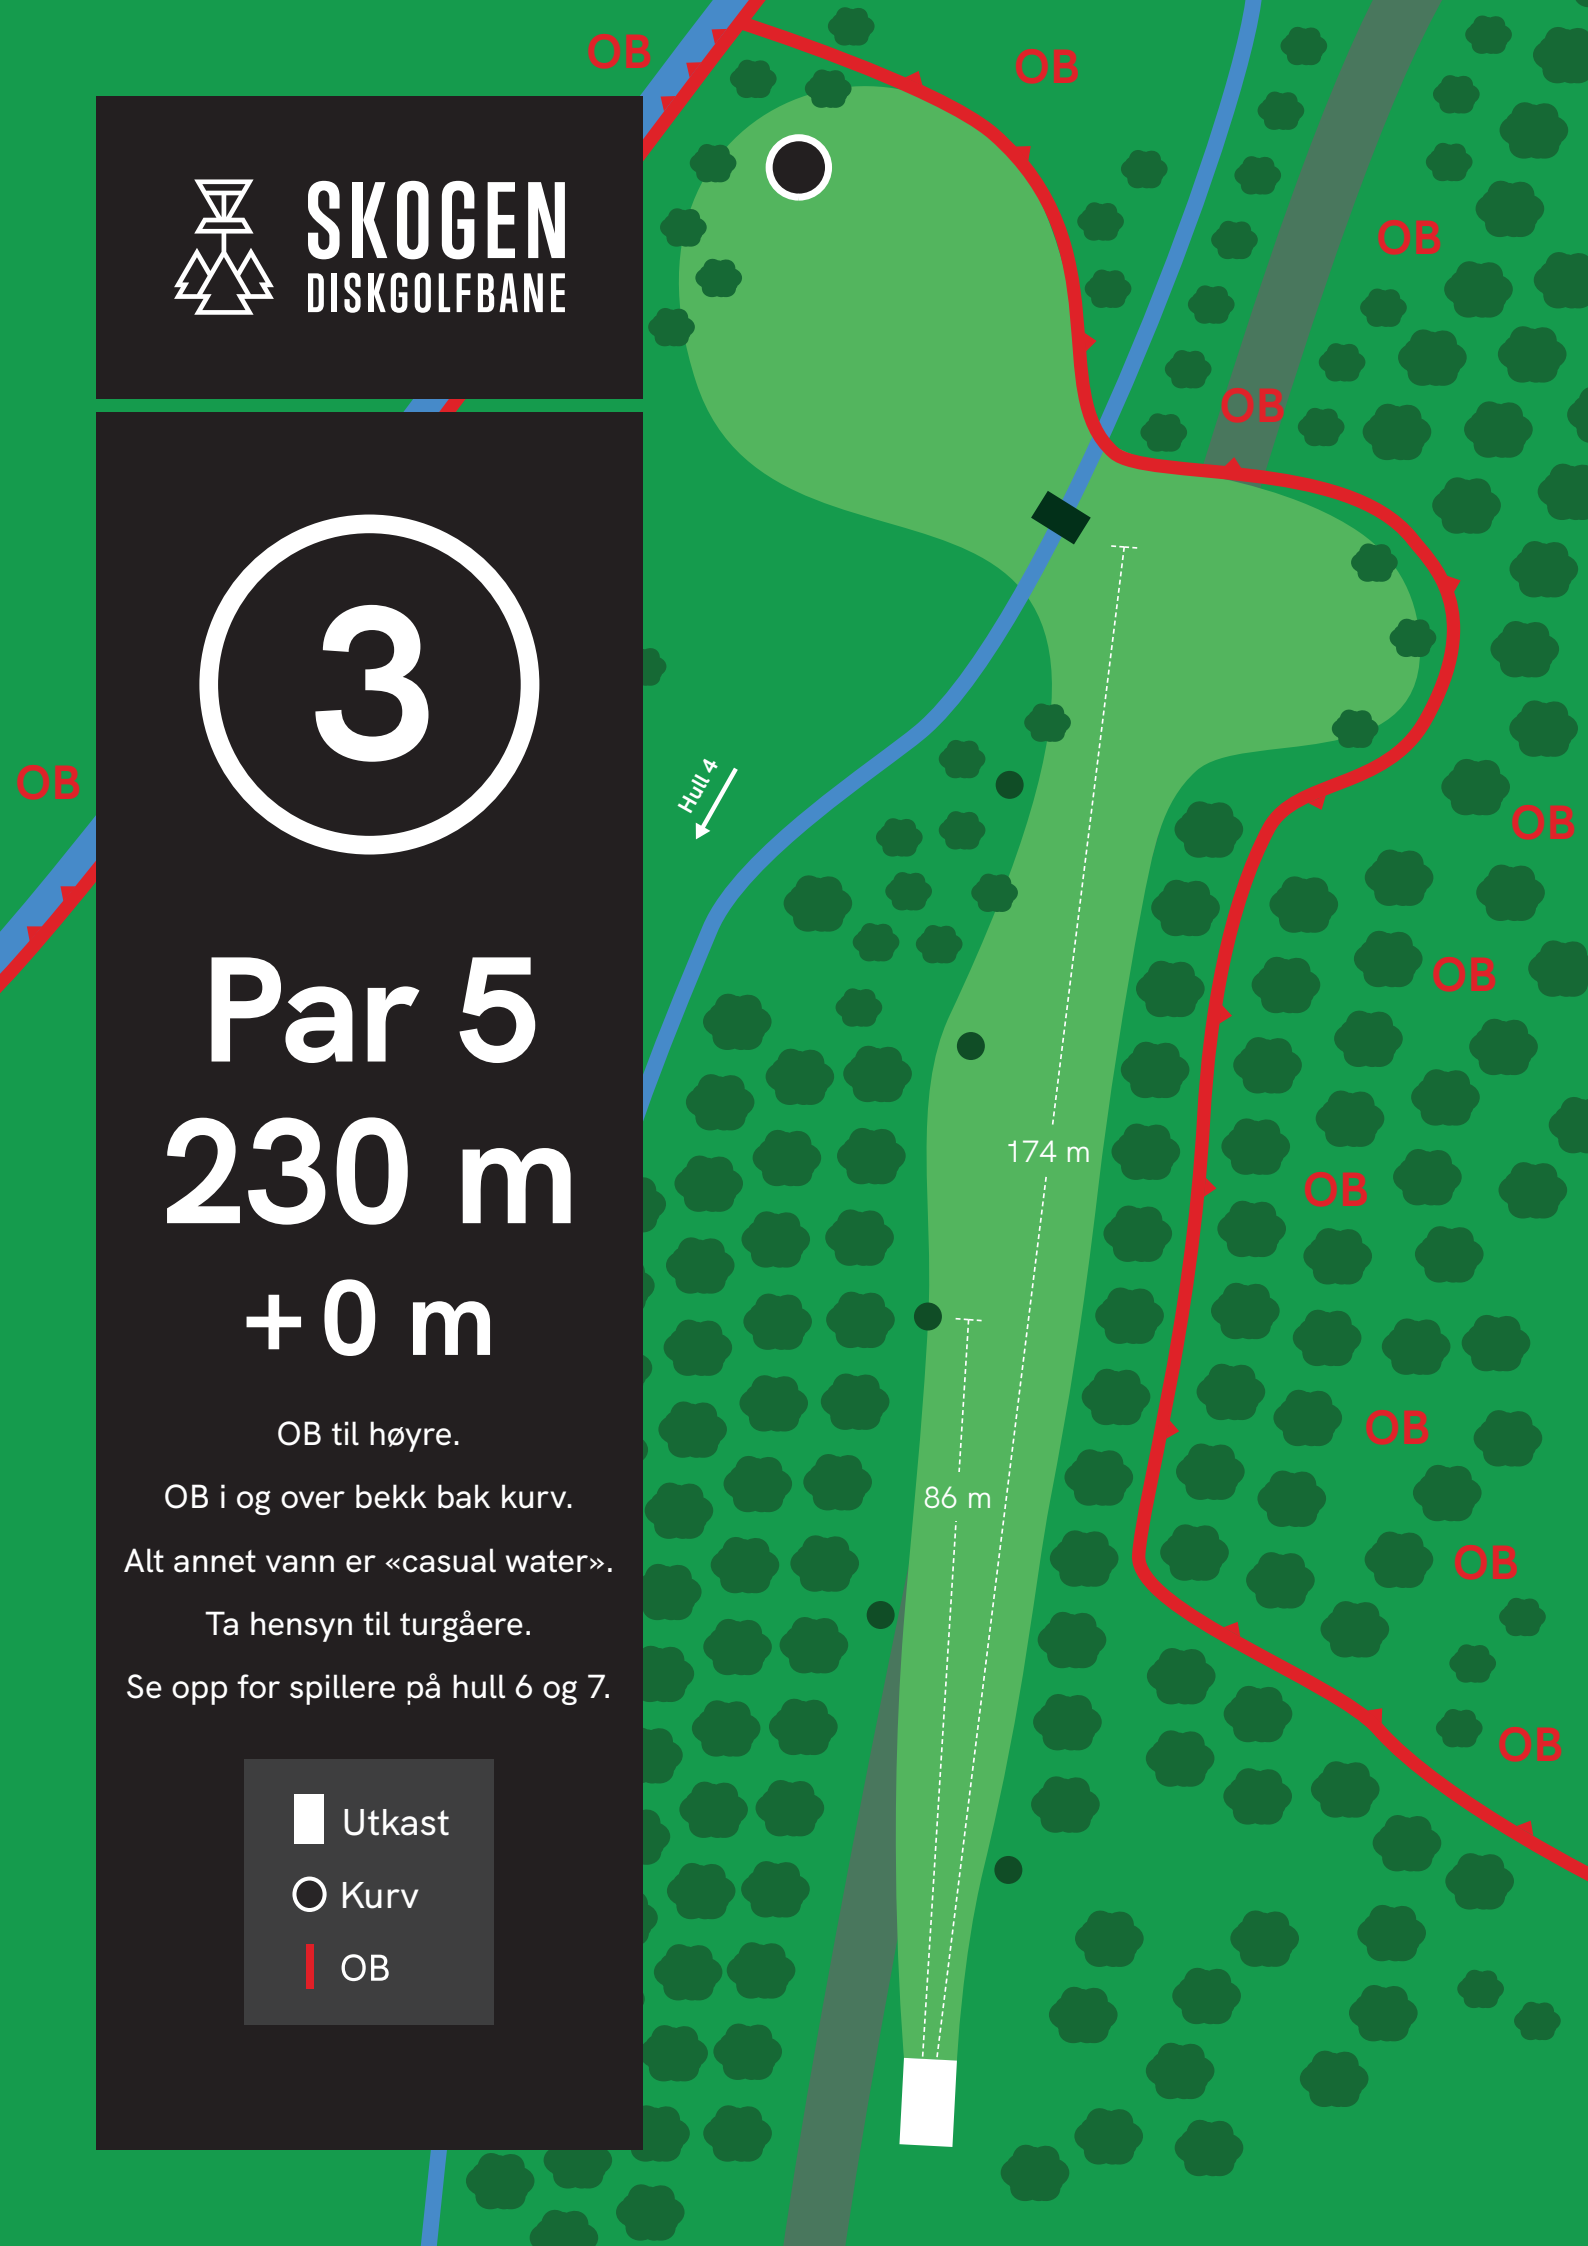 SKOGEN
DISKGOLFBANE
3
Par 5
230 m
+0 m
OB til høyre.
OB i og over bekk bak kurv.
Alt annet vann er «casual water».
Ta hensyn til turgåere.
Se opp for spillere på hull 6 og 7.
Utkast
Kurv
OB
OB
OB
OB
OB
OB
Hull 4
OB
OB
174 m
OB
OB
86 m
OB
OB